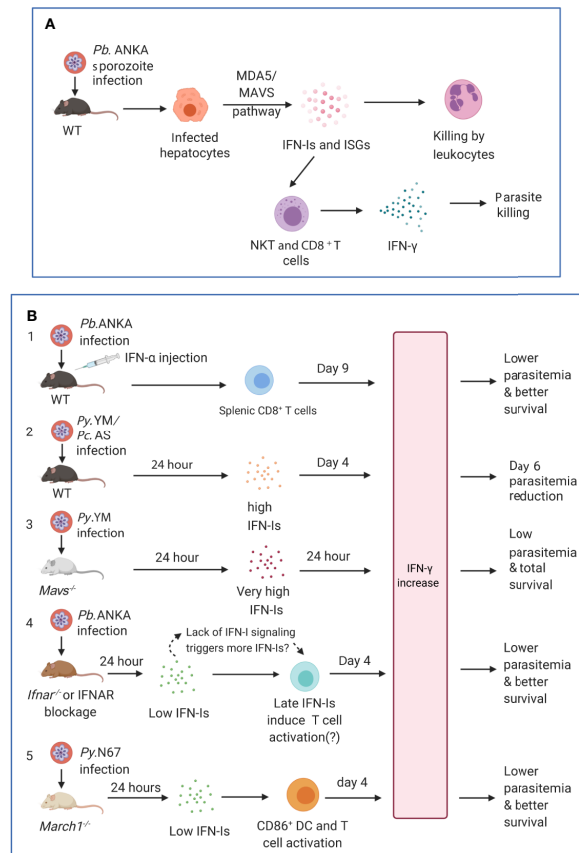 A
Pb. ANKA
sporozoite
infection
WT
Infected
hepatocytes
MDA5/
MAVS
pathway
IFN-Is and ISGs
Killing by
leukocytes
NKT and CD8 + T
cells
IFN-γ
Parasite
killing
B
1
Pb.ANKA
infection
IFN-α injection
WT
Splenic CD8+ T cells
Day 9
Lower
parasitemia
& better
survival
2
Py.YM/
Pc. AS
infection
WT
24 hour
high
IFN-Is
Day 4
Day 6
parasitemia
reduction
3
Py.YM
infection
Mavs-/-
24 hour
Very high
IFN-Is
24 hour
IFN-γ
increase
Low
parasitemia
& total
survival
4
Pb.ANKA
infection
Ifnar-/- or IFNAR
blockage
24 hour
Lack of IFN-I signaling
triggers more IFN-Is?
Low IFN-Is
Late IFN-Is
induce T cell
activation(?)
Day 4
Lower
parasitemia
& better
survival
5
Py.N67
infection
March1-/-
24 hours
Low IFN-Is
CD86+ DC and T
cell activation
day 4
Lower
parasitemia
& better
survival